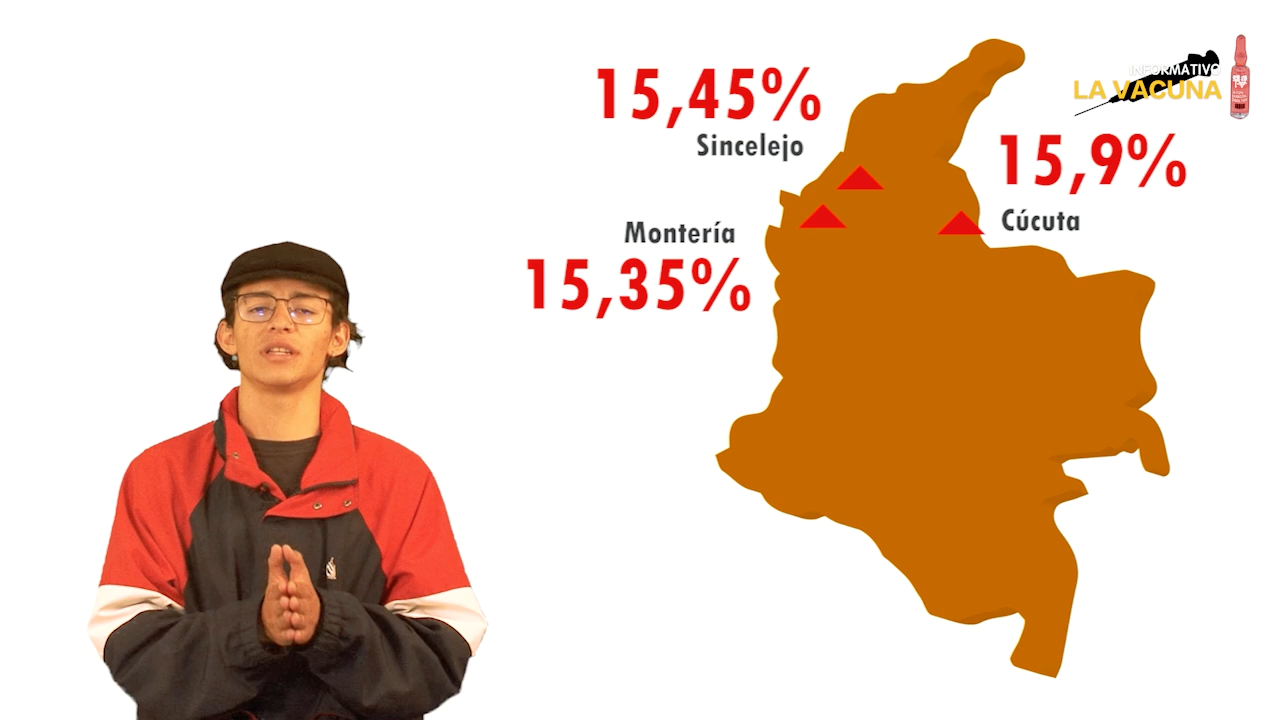 INFORMATIVO
LA VACUNA
15,45%
Sincelejo
15,9%
Cúcuta
Montería
15,35%